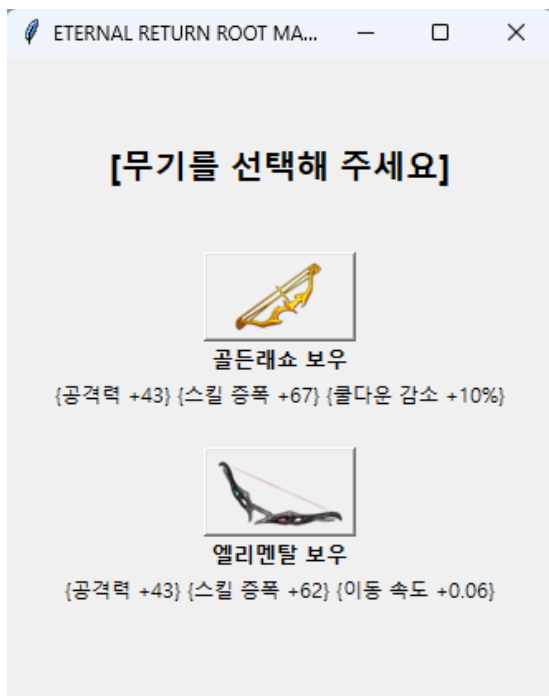 ETERNAL RETURN ROOT MA...
[무기를 선택해 주세요]
골든래쇼 보우
{공격력 +43} {스킬 증폭 +67} {쿨다운 감소 +10%}
엘리멘탈 보우
{공격력 +43} {스킬 증폭 +62} {이동 속도 +0.06}